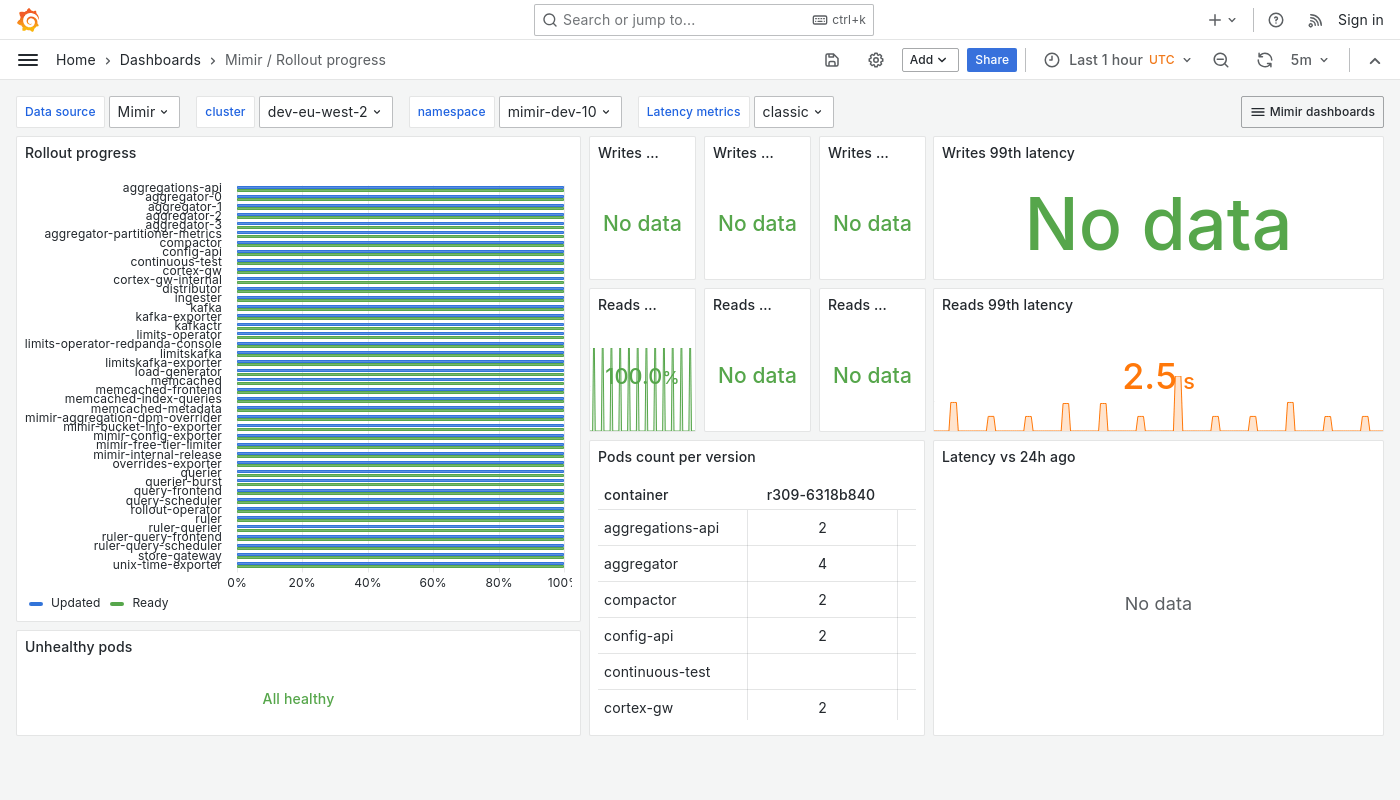 Search or jump to...
ctrl+k
Sign in
Home
Dashboards
Mimir / Rollout progress
Add
Share
Last 1 hour UTC
5m
Data source
Mimir
cluster
dev-eu-west-2
namespace
mimir-dev-10
Latency metrics
classic
Mimir dashboards
Rollout progress
aggregations-api
aggregator-0
aggregator-1
aggregator-2
aggregator-3
aggregator-partitioner-metrics
compactor
config-api
continuous-test
cortex-gw
cortex-gw-internal
distributor
ingester
kafka
kafka-exporter
kafkactr
limits-operator
limits-operator-redpanda-console
limitskafka
limitskafka-exporter
load-generator
memcached
memcached-frontend
memcached-index-queries
memcached-metadata
mimir-aggregation-dpm-overrider
mimir-bucket-info-exporter
mimir-config-exporter
mimir-free-tier-limiter
mimir-internal-release
overrides-exporter
querier
querier-burst
query-frontend
query-scheduler
rollout-operator
ruler
ruler-querier
ruler-query-frontend
ruler-query-scheduler
store-gateway
unix-time-exporter
0% 20% 40% 60% 80% 100%
Updated Ready
Unhealthy pods
All healthy
Writes ...
No data
Writes ...
No data
Writes ...
No data
Writes 99th latency
No data
Reads ...
100.0%
Reads ...
No data
Reads ...
No data
Reads 99th latency
2.5 s
Pods count per version
container r309-6318b840
aggregations-api 2
aggregator 4
compactor 2
config-api 2
continuous-test
cortex-gw 2
Latency vs 24h ago
No data